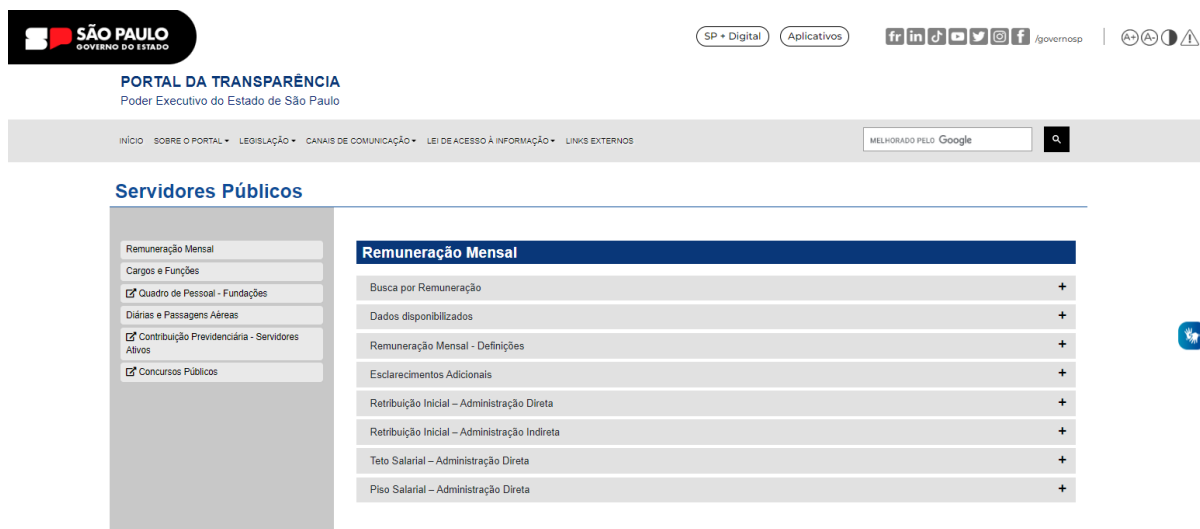 SÃO PAULO
GOVERNO DO ESTADO
SP + Digital
Aplicativos
/governosp
A+
A-
PORTAL DA TRANSPARÊNCIA
Poder Executivo do Estado de São Paulo
INÍCIO SOBRE O PORTAL LEGISLAÇÃO CANAIS DE COMUNICAÇÃO LEI DE ACESSO À INFORMAÇÃO LINKS EXTERNOS
MELHORADO PELO Google
Servidores Públicos
Remuneração Mensal
Cargos e Funções
Quadro de Pessoal - Fundações
Diárias e Passagens Aéreas
Contribuição Previdenciária - Servidores
Ativos
Concursos Públicos
Remuneração Mensal
Busca por Remuneração +
Dados disponibilizados +
Remuneração Mensal - Definições +
Esclarecimentos Adicionais +
Retribuição Inicial – Administração Direta +
Retribuição Inicial – Administração Indireta +
Teto Salarial – Administração Direta +
Piso Salarial – Administração Direta +